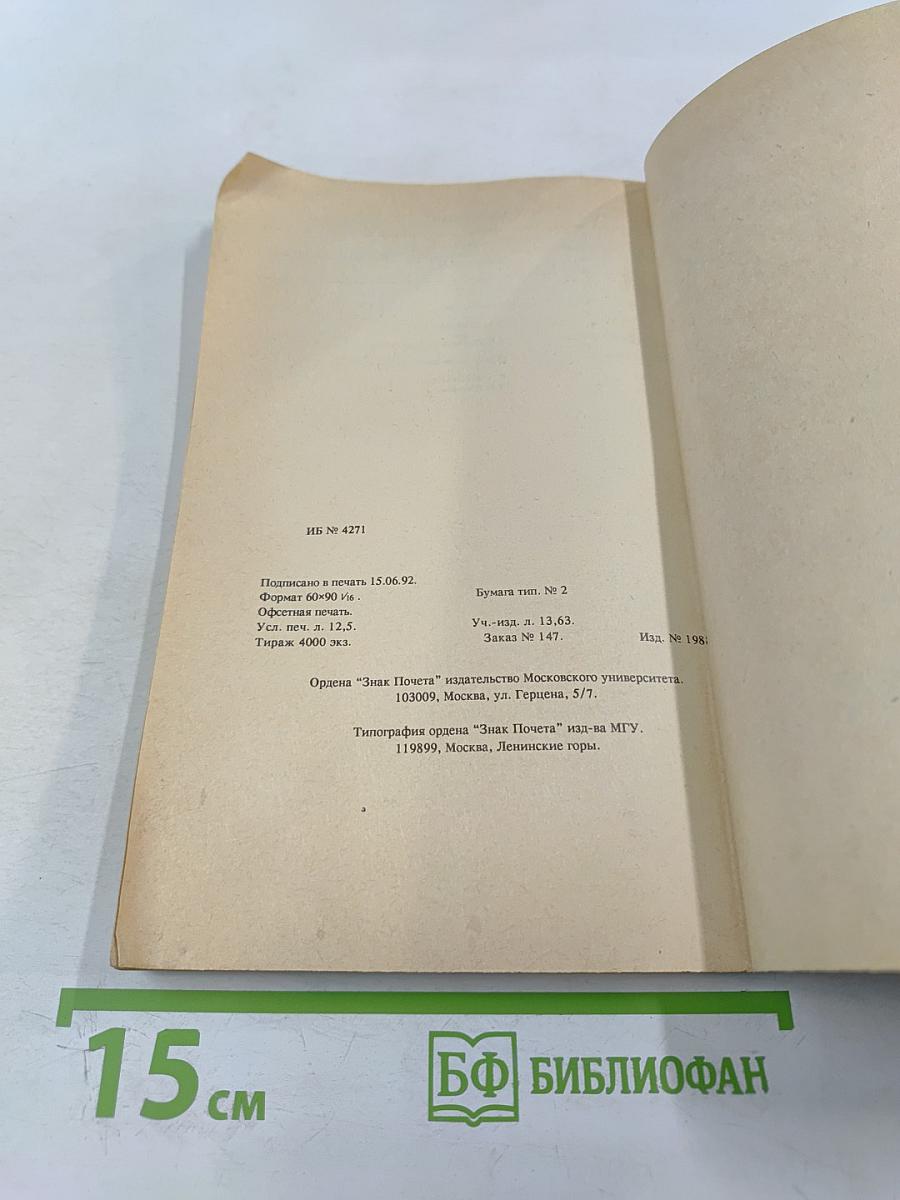 ИБ № 4271
Подписано в печать 15.06.92.
Формат 60×90 1/16 .
Бумага тип. № 2
Офсетная печать.
Усл. печ. л. 12,5.
Уч.-изд. л. 13,63.
Тираж 4000 экз.
Заказ № 147.
Изд. №
Ордена “Знак Почета” издательство Московского университета.
103009, Москва, ул. Герцена, 5/7.
Типография ордена “Знак Почета” изд-ва МГУ.
119899, Москва, Ленинские горы.
15 см
БФ БИБЛИОФАН